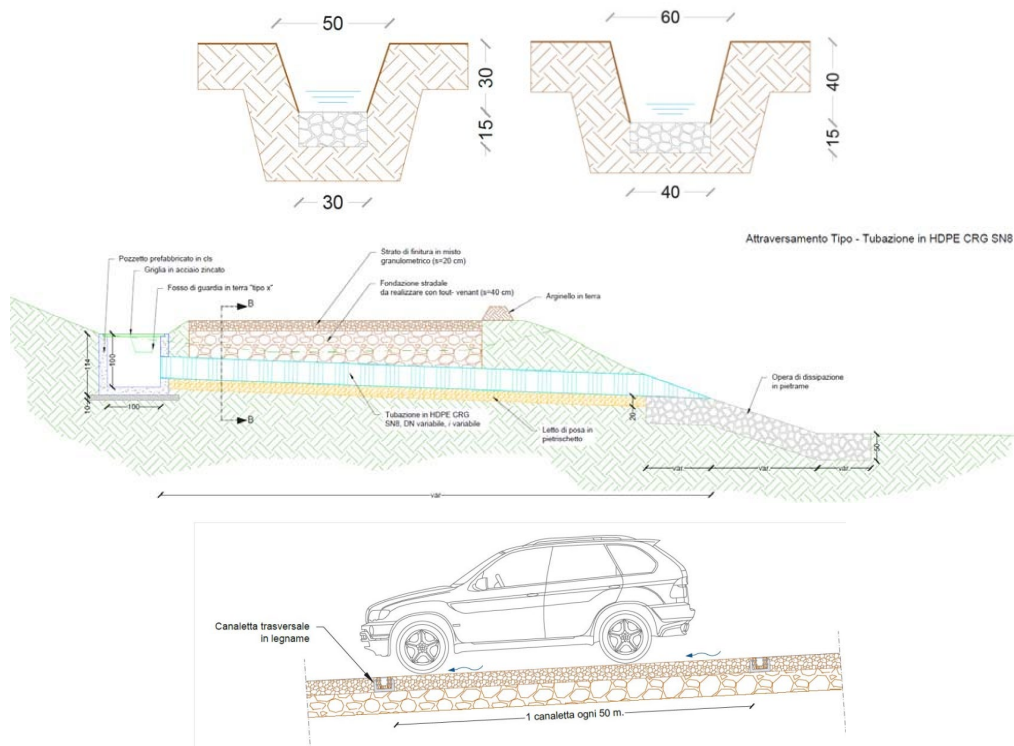 50
30
15
30
60
40
15
40
Attraversamento Tipo - Tubazione in HDPE CRG SN8
Pozzetto prefabbricato in cls
Griglia in acciaio zincato
Fosso di guardia in terra "tipo x"
B
Strato di finitura in misto
granulometrico (s=20 cm)
Fondazione stradale
da realizzare con tout- venant (s=40 cm)
Arginello in terra
114
100
10
100
B
Tubazione in HDPE CRG
SN8, DN variabile, i variabile
Letto di posa in
pietrischetto
20
Opera di dissipazione
in pietrame
50
var.
var.
var.
var
Canaletta trasversale
in legname
1 canaletta ogni 50 m.